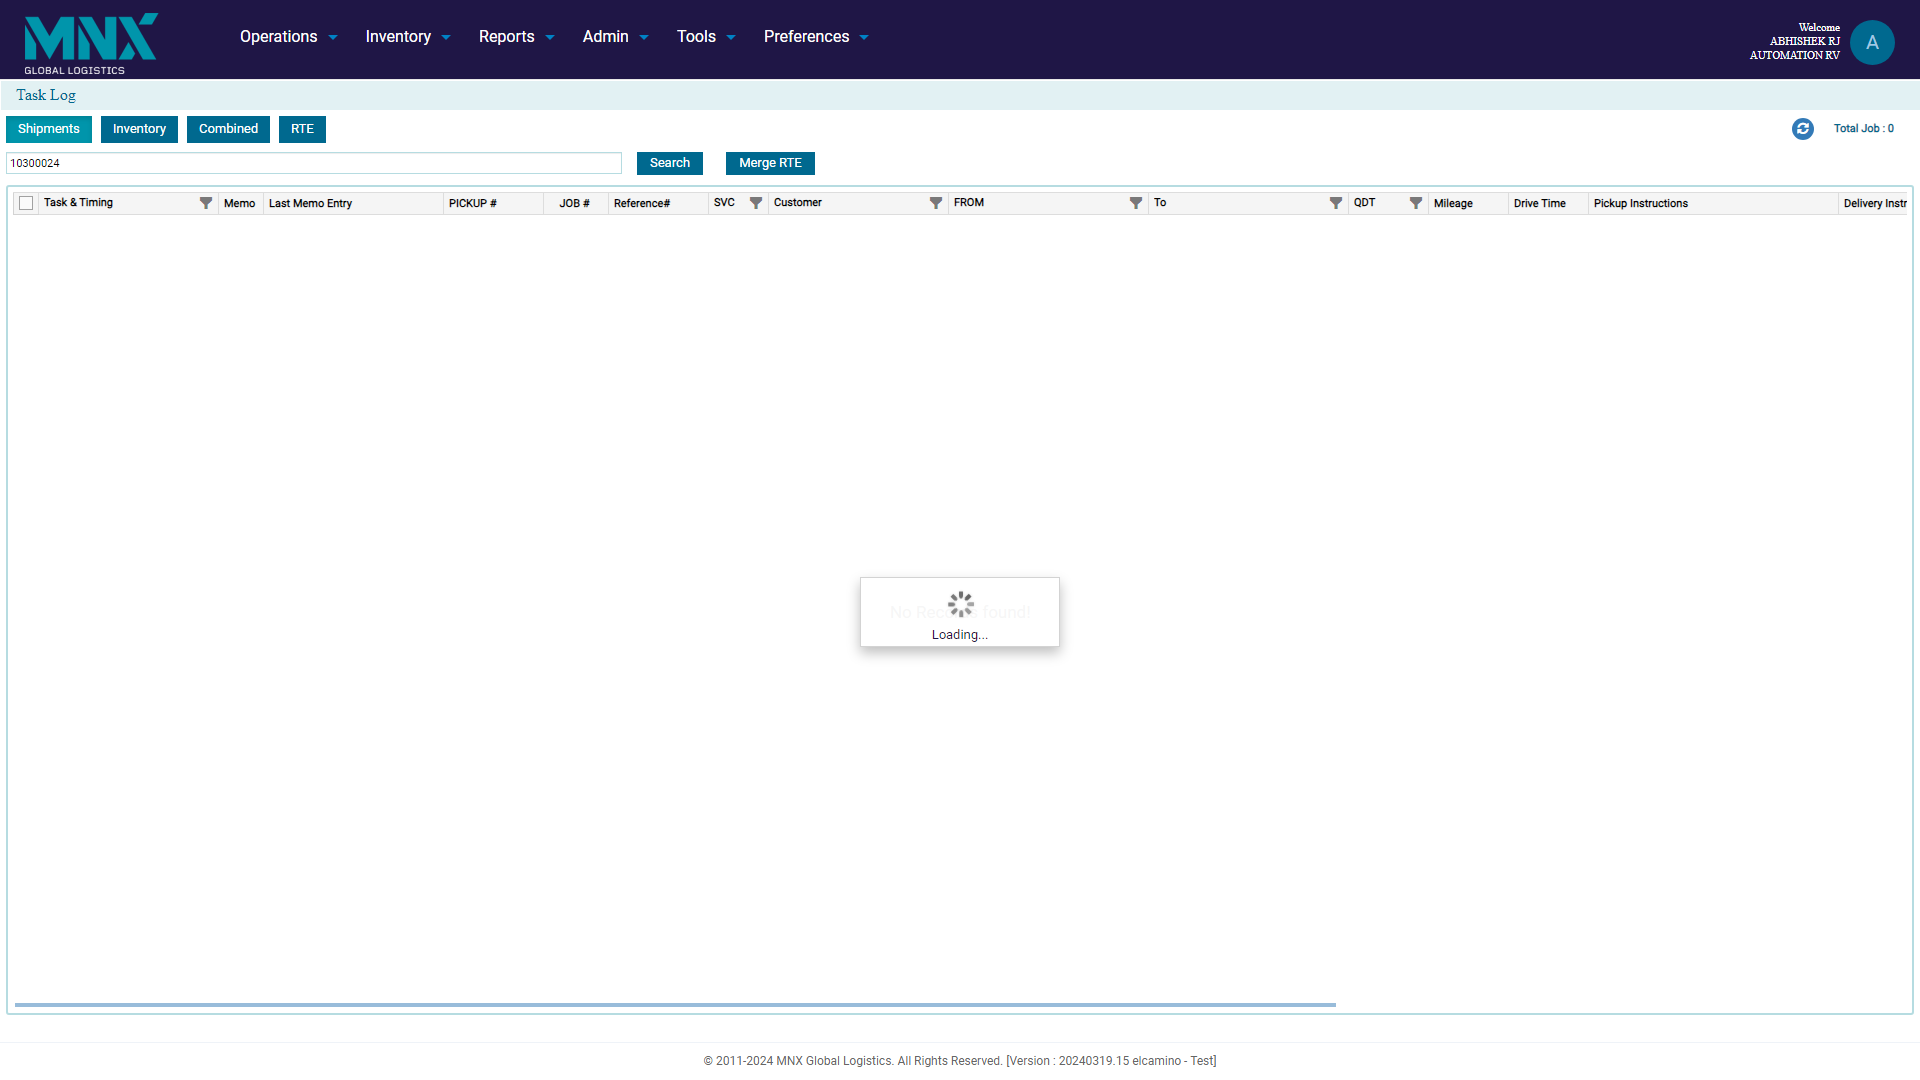 MNX
GLOBAL LOGISTICS
Operations Inventory Reports Admin Tools Preferences
Welcome
ABHISHEK RJ
AUTOMATION RV
A
Task Log
Shipments Inventory Combined RTE
Total Job : 0
10300024 Search Merge RTE
Task & Timing Memo Last Memo Entry PICKUP # JOB # Reference# SVC Customer FROM To QDT Mileage Drive Time Pickup Instructions Delivery Instr
No Rec found!
Loading...
© 2011-2024 MNX Global Logistics. All Rights Reserved. [Version : 20240319.15 elcamino - Test]